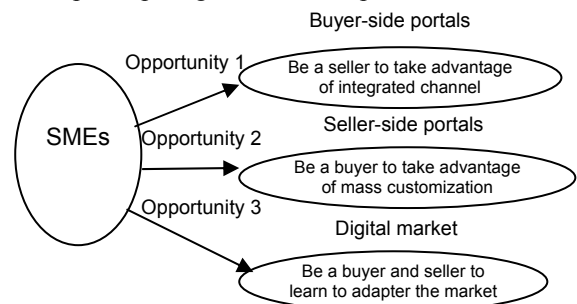 Buyer-side portals
Opportunity 1
Be a seller to take advantage
of integrated channel
Seller-side portals
SMEs
Opportunity 2
Be a buyer to take advantage
of mass customization
Opportunity 3
Digital market
Be a buyer and seller to
learn to adapter the market